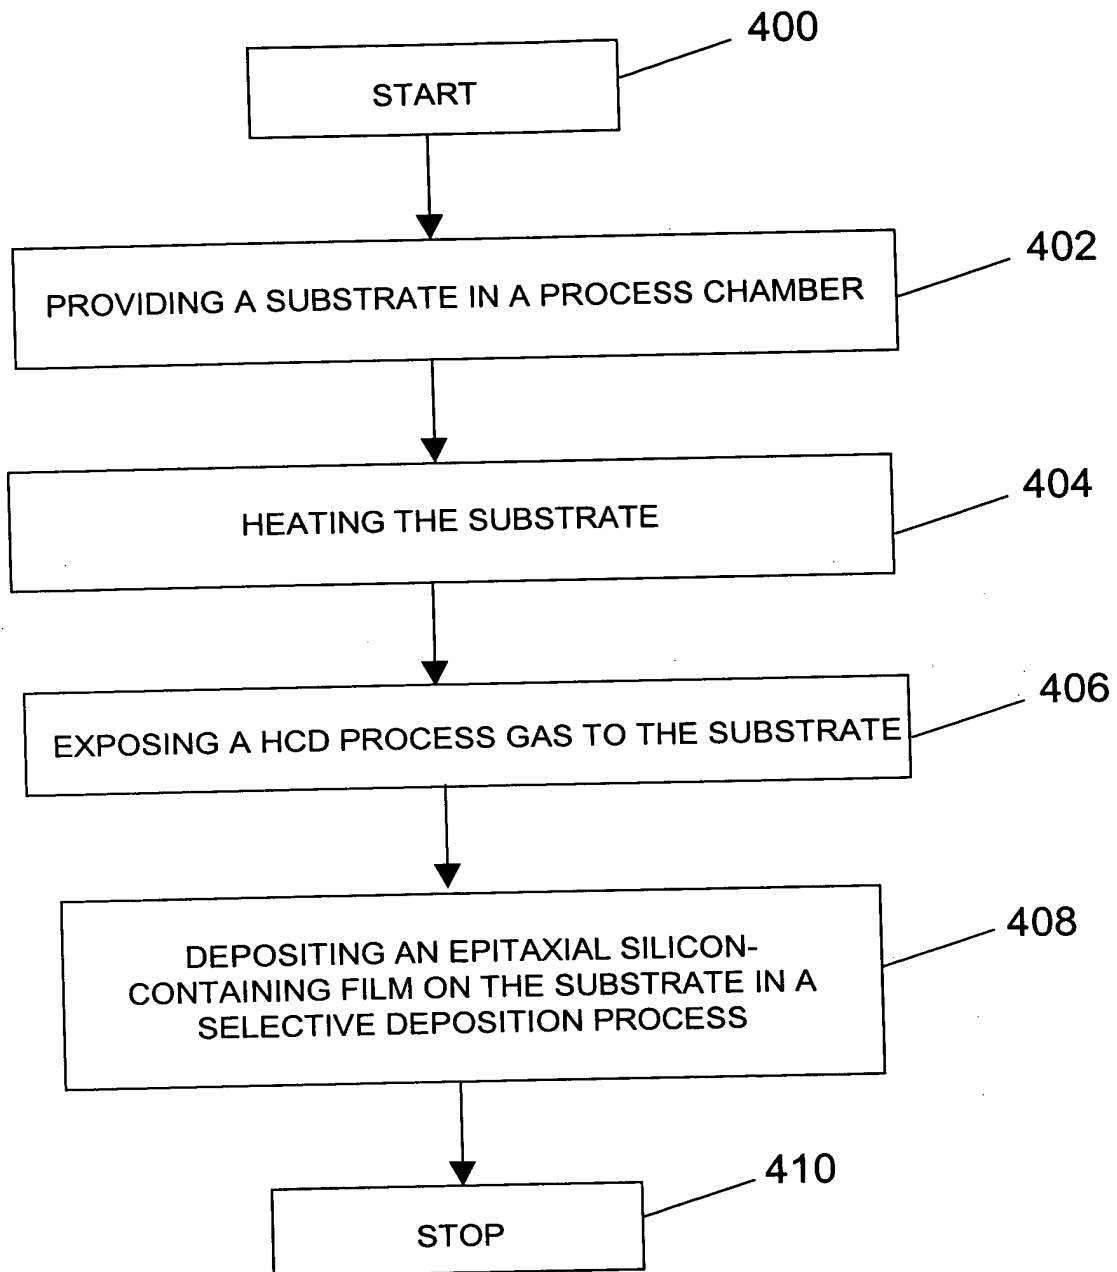 400
START
402
PROVIDING A SUBSTRATE IN A PROCESS CHAMBER
404
HEATING THE SUBSTRATE
406
EXPOSING A HCD PROCESS GAS TO THE SUBSTRATE
408
DEPOSITING AN EPITAXIAL SILICON-
CONTAINING FILM ON THE SUBSTRATE IN A
SELECTIVE DEPOSITION PROCESS
410
STOP